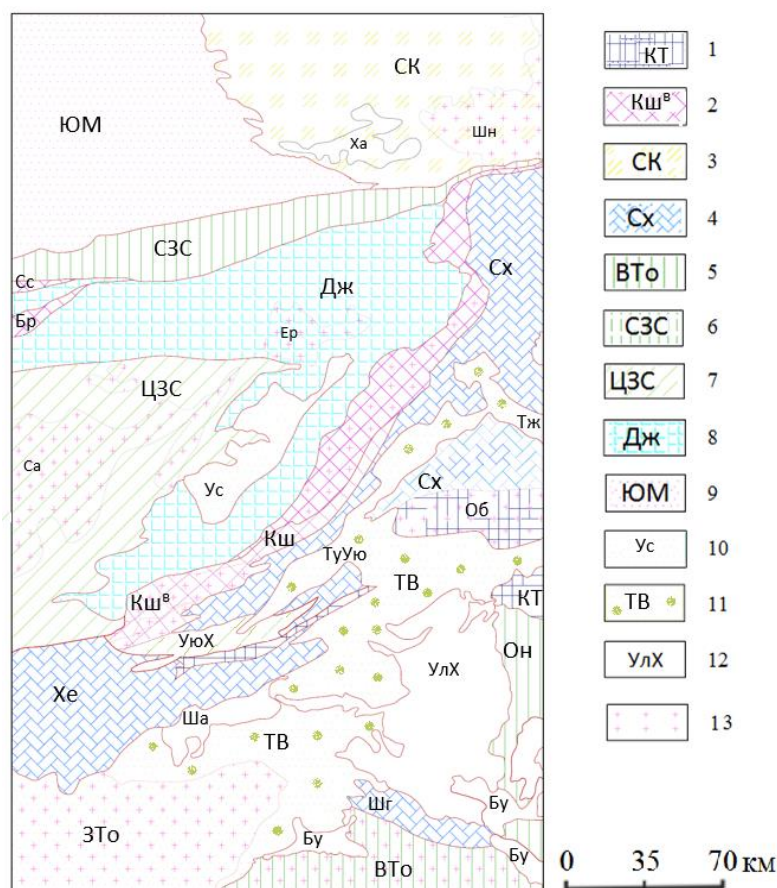 СК
ЮМ
Ха
Шн
СЗС
Сх
Сс
Дж
Бр
Ер
ЦЗС
Тж
Са
Сх
Ус
Об
Кш
ТуУю
ТВ
КТ
Кшᴮ
УюХ
Он
УлХ
Хе
Ша
ТВ
Шг
Бу
ЗТо
Бу
Бу
ВТо
КТ 1
Кшᴮ 2
СК 3
Сх 4
ВТо 5
СЗС 6
ЦЗС 7
Дж 8
ЮМ 9
Ус 10
ТВ 11
УлХ 12
13
0 35 70 км